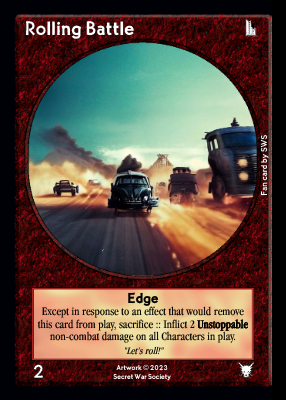 Rolling Battle
Fan card by SWS
Edge
Except in response to an effect that would remove
this card from play, sacrifice :: Inflict 2 Unstoppable
non-combat damage on all Characters in play.
"Let's roll!"
2
Artwork © 2023
Secret War Society